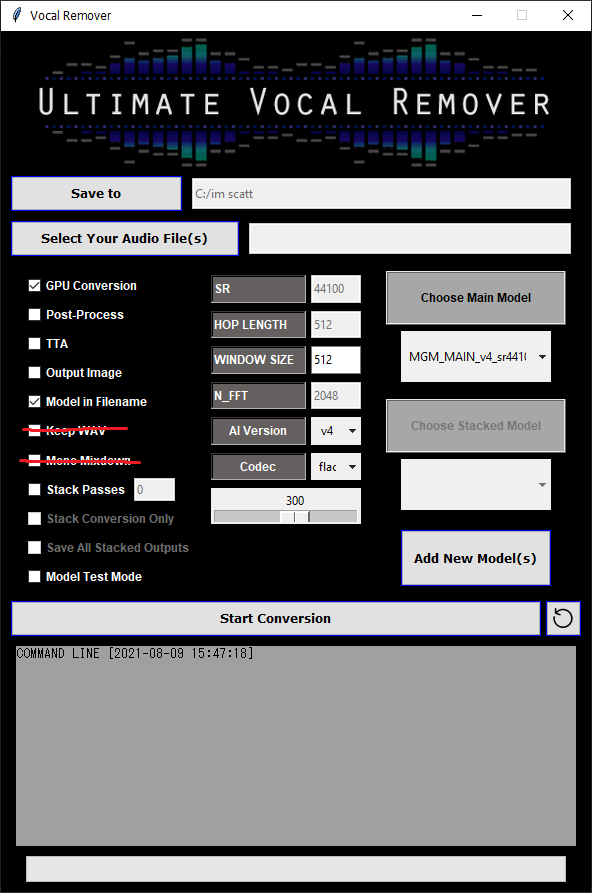 Vocal Remover
ULTIMATE VOCAL REMOVER
Save to
C:/im scatt
Select Your Audio File(s)
GPU Conversion
Post-Process
TTA
Output Image
Model in Filename
Keep WAV
Mono Mixdown
Stack Passes 0
Stack Conversion Only
Save All Stacked Outputs
Model Test Mode
SR 44100
HOP LENGTH 512
WINDOW SIZE 512
N_FFT 2048
AI Version v4
Codec flac
300
Choose Main Model
MGM_MAIN_v4_sr4410
Choose Stacked Model
Add New Model(s)
Start Conversion
COMMAND LINE [2021-08-09 15:47:18]